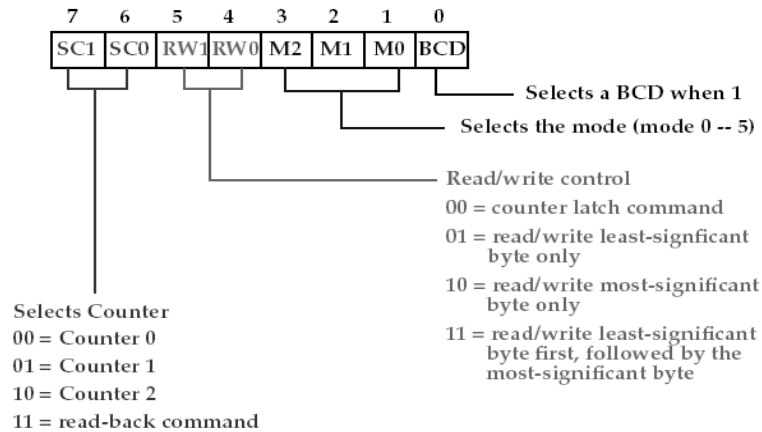 7 6 5 4 3 2 1 0
SC1 SC0 RW1 RW0 M2 M1 M0 BCD
Selects a BCD when 1
Selects the mode (mode 0 -- 5)
Read/write control
00 = counter latch command
01 = read/write least-signficant
byte only
10 = read/write most-significant
byte only
11 = read/write least-significant
byte first, followed by the
most-significant byte
Selects Counter
00 = Counter 0
01 = Counter 1
10 = Counter 2
11 = read-back command